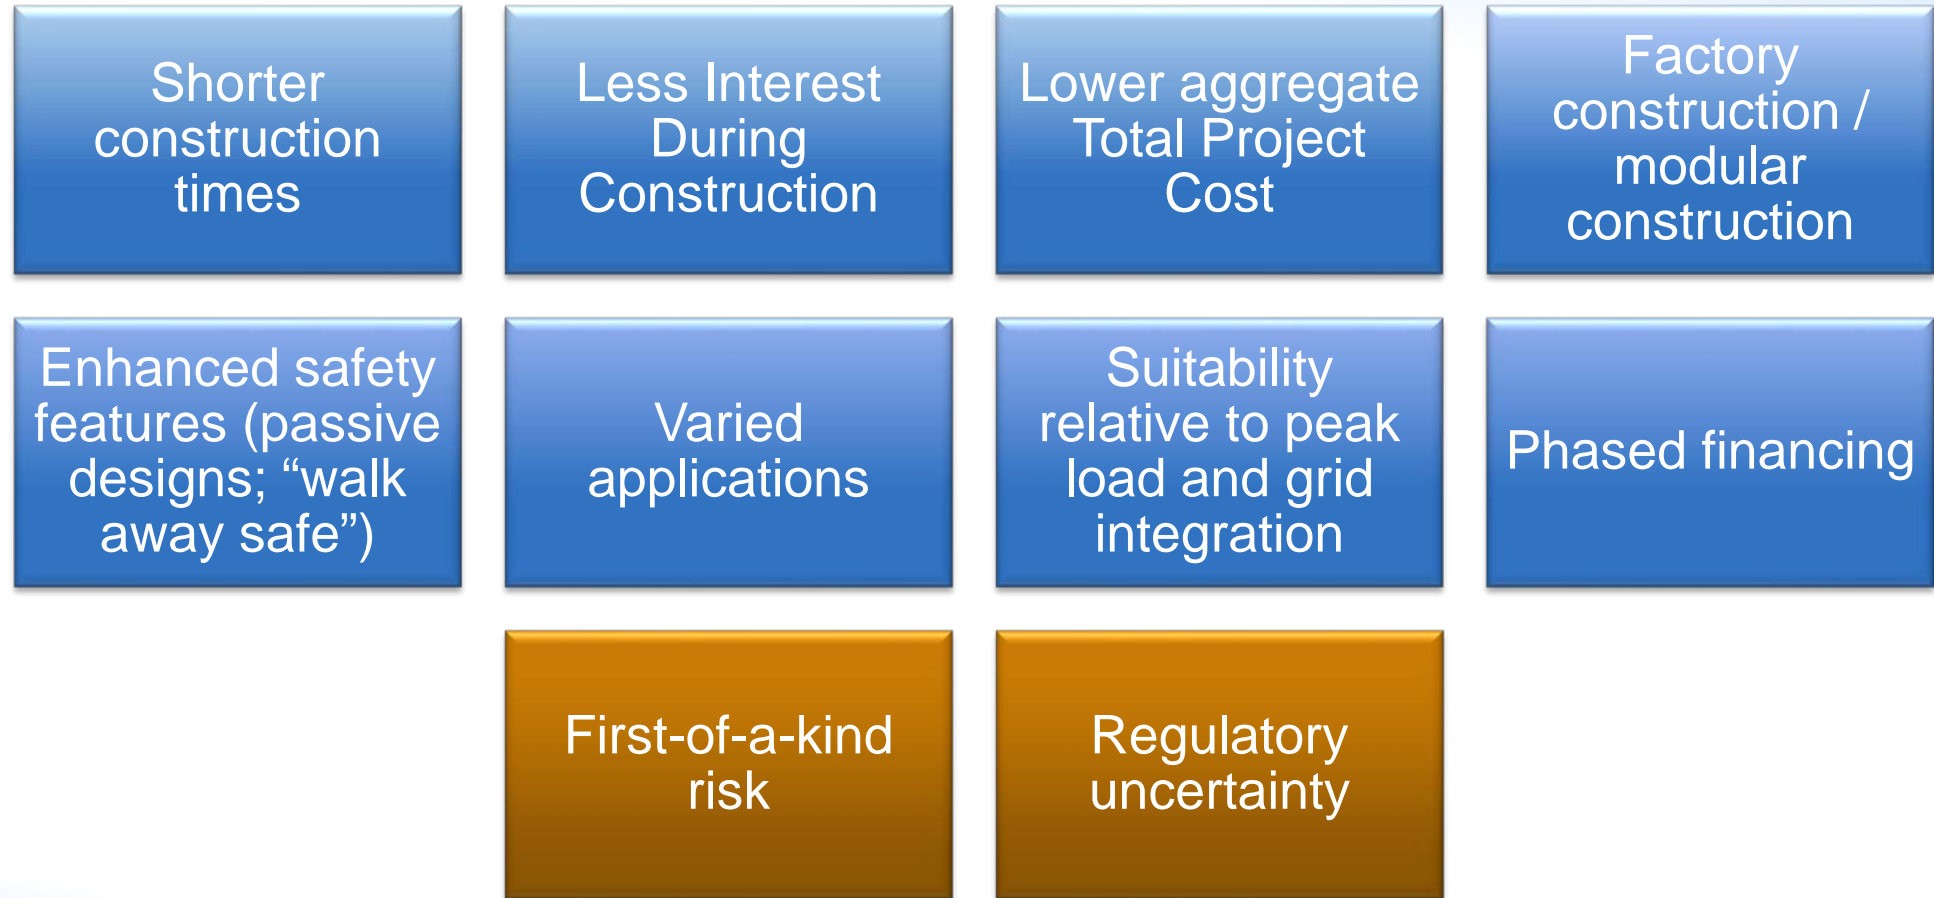 Shorter
construction
times
Less Interest
During
Construction
Lower aggregate
Total Project
Cost
Factory
construction /
modular
construction
Enhanced safety
features (passive
designs; “walk
away safe”)
Varied
applications
Suitability
relative to peak
load and grid
integration
Phased financing
First-of-a-kind
risk
Regulatory
uncertainty